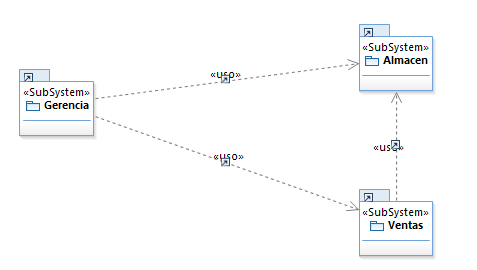 «SubSystem»
Almacen
«uso»
«SubSystem»
Gerencia
«uso»
«uso»
«SubSystem»
Ventas